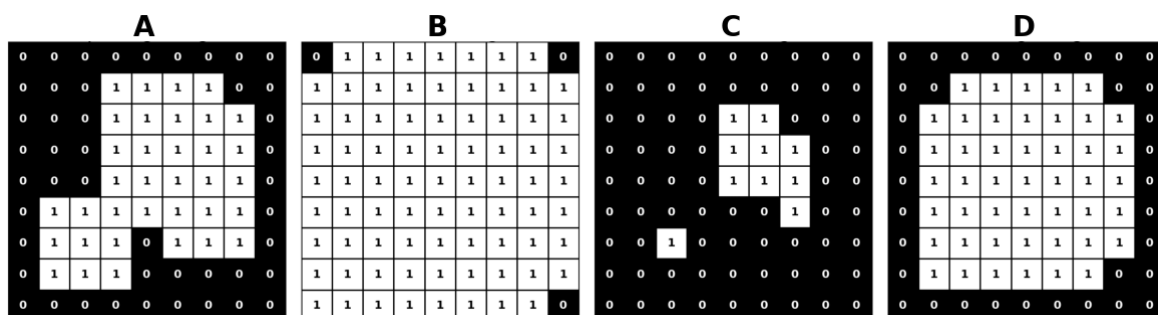 A B C D
0 0 0 0 0 0 0 0 0 0 1 1 1 1 1 1 1 0 0 0 0 0 0 0 0 0 0 0 0 0 0 0 0 0 0 0 0
0 0 0 1 1 1 1 0 0 1 1 1 1 1 1 1 1 1 0 0 0 0 0 0 0 0 0 0 0 1 1 1 1 1 0 0
0 0 0 1 1 1 1 1 0 1 1 1 1 1 1 1 1 1 0 0 0 0 1 1 0 0 0 0 1 1 1 1 1 1 1 0
0 0 0 1 1 1 1 1 0 1 1 1 1 1 1 1 1 1 0 0 0 0 1 1 1 0 0 0 1 1 1 1 1 1 1 0
0 0 0 1 1 1 1 1 0 1 1 1 1 1 1 1 1 1 0 0 0 0 1 1 1 0 0 0 1 1 1 1 1 1 1 0
0 1 1 1 1 1 1 1 0 1 1 1 1 1 1 1 1 1 0 0 0 0 0 0 1 0 0 0 1 1 1 1 1 1 1 0
0 1 1 1 0 1 1 1 0 1 1 1 1 1 1 1 1 1 0 0 1 0 0 0 0 0 0 0 1 1 1 1 1 1 1 0
0 1 1 1 0 0 0 0 0 1 1 1 1 1 1 1 1 1 0 0 0 0 0 0 0 0 0 0 1 1 1 1 1 1 0 0
0 0 0 0 0 0 0 0 0 1 1 1 1 1 1 1 1 0 0 0 0 0 0 0 0 0 0 0 0 0 0 0 0 0 0 0